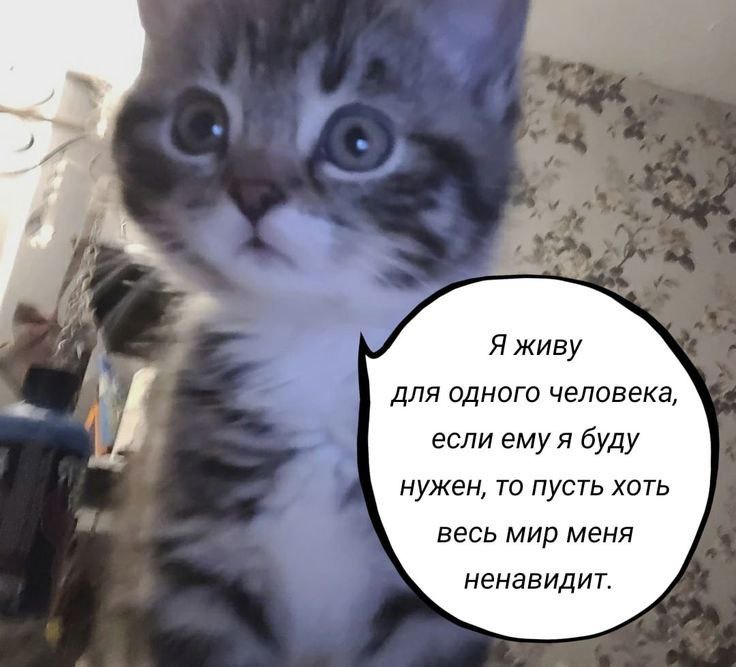 Я живу
для одного человека,
если ему я буду
нужен, то пусть хоть
весь мир меня
ненавидит.